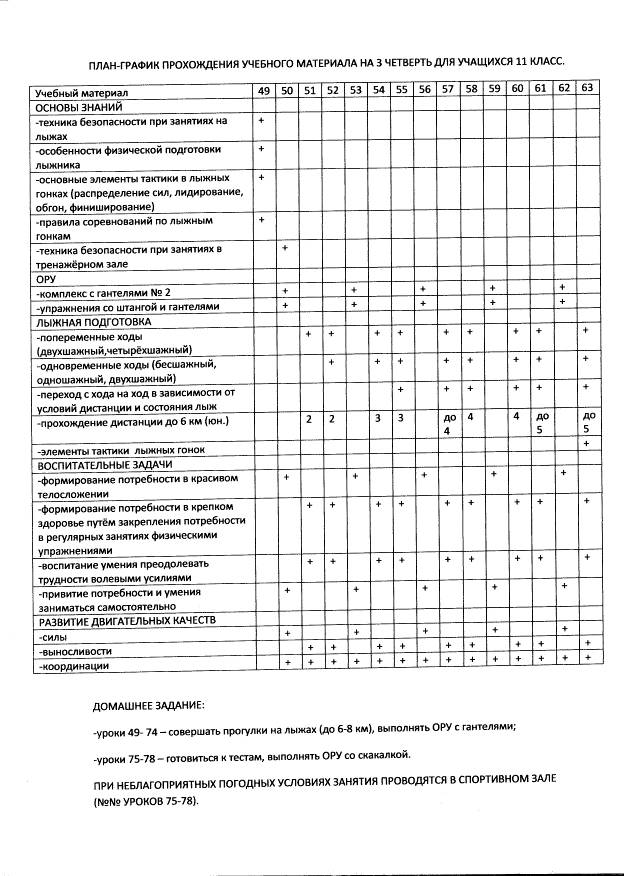 ПЛАН-ГРАФИК ПРОХОЖДЕНИЯ УЧЕБНОГО МАТЕРИАЛА НА 3 ЧЕТВЕРТЬ ДЛЯ УЧАЩИХСЯ 11 КЛАСС.
Учебный материал 49 50 51 52 53 54 55 56 57 58 59 60 61 62 63
ОСНОВЫ ЗНАНИЙ
-техника безопасности при занятиях на +
лыжах
-особенности физической подготовки +
лыжника
-основные элементы тактики в лыжных +
гонках (распределение сил, лидирование,
обгон, финиширование)
-правила соревнований по лыжным +
гонкам
-техника безопасности при занятиях в +
тренажёрном зале
ОРУ
-комплекс с гантелями № 2 + + + + +
-упражнения со штангой и гантелями + + + + +
ЛЫЖНАЯ ПОДГОТОВКА
-попеременные ходы + + + + + + + + +
(двухшажный,четырёхшажный)
-одновременные ходы (бесшажный, + + + + + + + +
одношажный, двухшажный)
-переход с хода на ход в зависимости от + + + + + +
условий дистанции и состояния лыж
-прохождение дистанции до 6 км (юн.) 2 2 3 3 до 4 4 до до
4 5 5
-элементы тактики лыжных гонок +
ВОСПИТАТЕЛЬНЫЕ ЗАДАЧИ
-формирование потребности в красивом + + + + +
телосложении
-формирование потребности в крепком + + + + + + + + +
здоровье путём закрепления потребности
в регулярных занятиях физическими
упражнениями
-воспитание умения преодолевать + + + + + + + + +
трудности волевыми усилиями
-привитие потребности и умения + + + + +
заниматься самостоятельно
РАЗВИТИЕ ДВИГАТЕЛЬНЫХ КАЧЕСТВ
-силы + + + + +
-выносливости + + + + + + + + +
-координации + + + + + + + + + + + + + +
ДОМАШНЕЕ ЗАДАНИЕ:
-уроки 49- 74 – совершать прогулки на лыжах (до 6-8 км), выполнять ОРУ с гантелями;
-уроки 75-78 – готовиться к тестам, выполнять ОРУ со скакалкой.
ПРИ НЕБЛАГОПРИЯТНЫХ ПОГОДНЫХ УСЛОВИЯХ ЗАНЯТИЯ ПРОВОДЯТСЯ В СПОРТИВНОМ ЗАЛЕ
(№№ УРОКОВ 75-78).